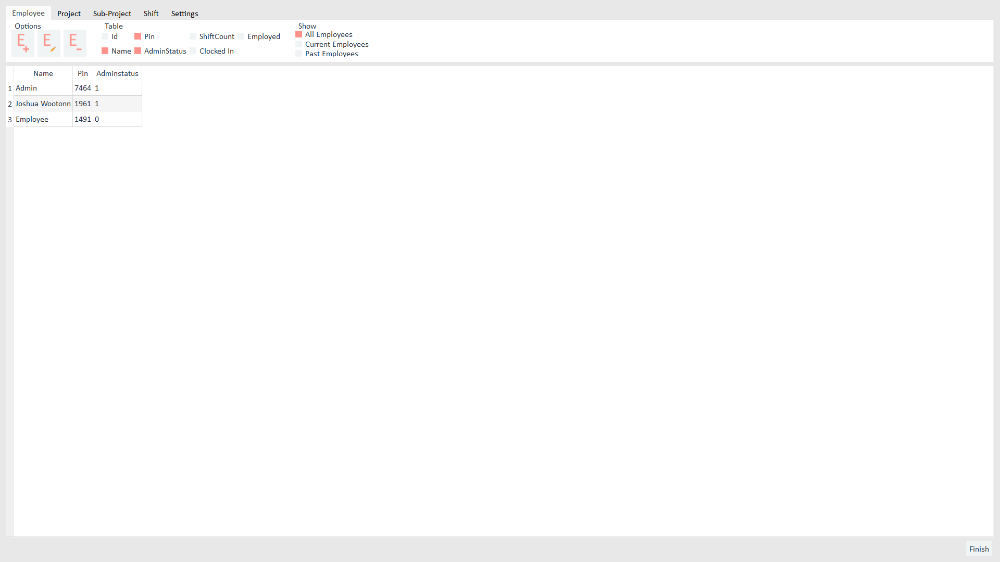 Employee Project Sub-Project Shift Settings
Options Table Show
E+ E E-
Id Pin ShiftCount Employed
Name AdminStatus Clocked In
All Employees
Current Employees
Past Employees
Name Pin Adminstatus
1 Admin 7464 1
2 Joshua Wootonn 1961 1
3 Employee 1491 0
Finish